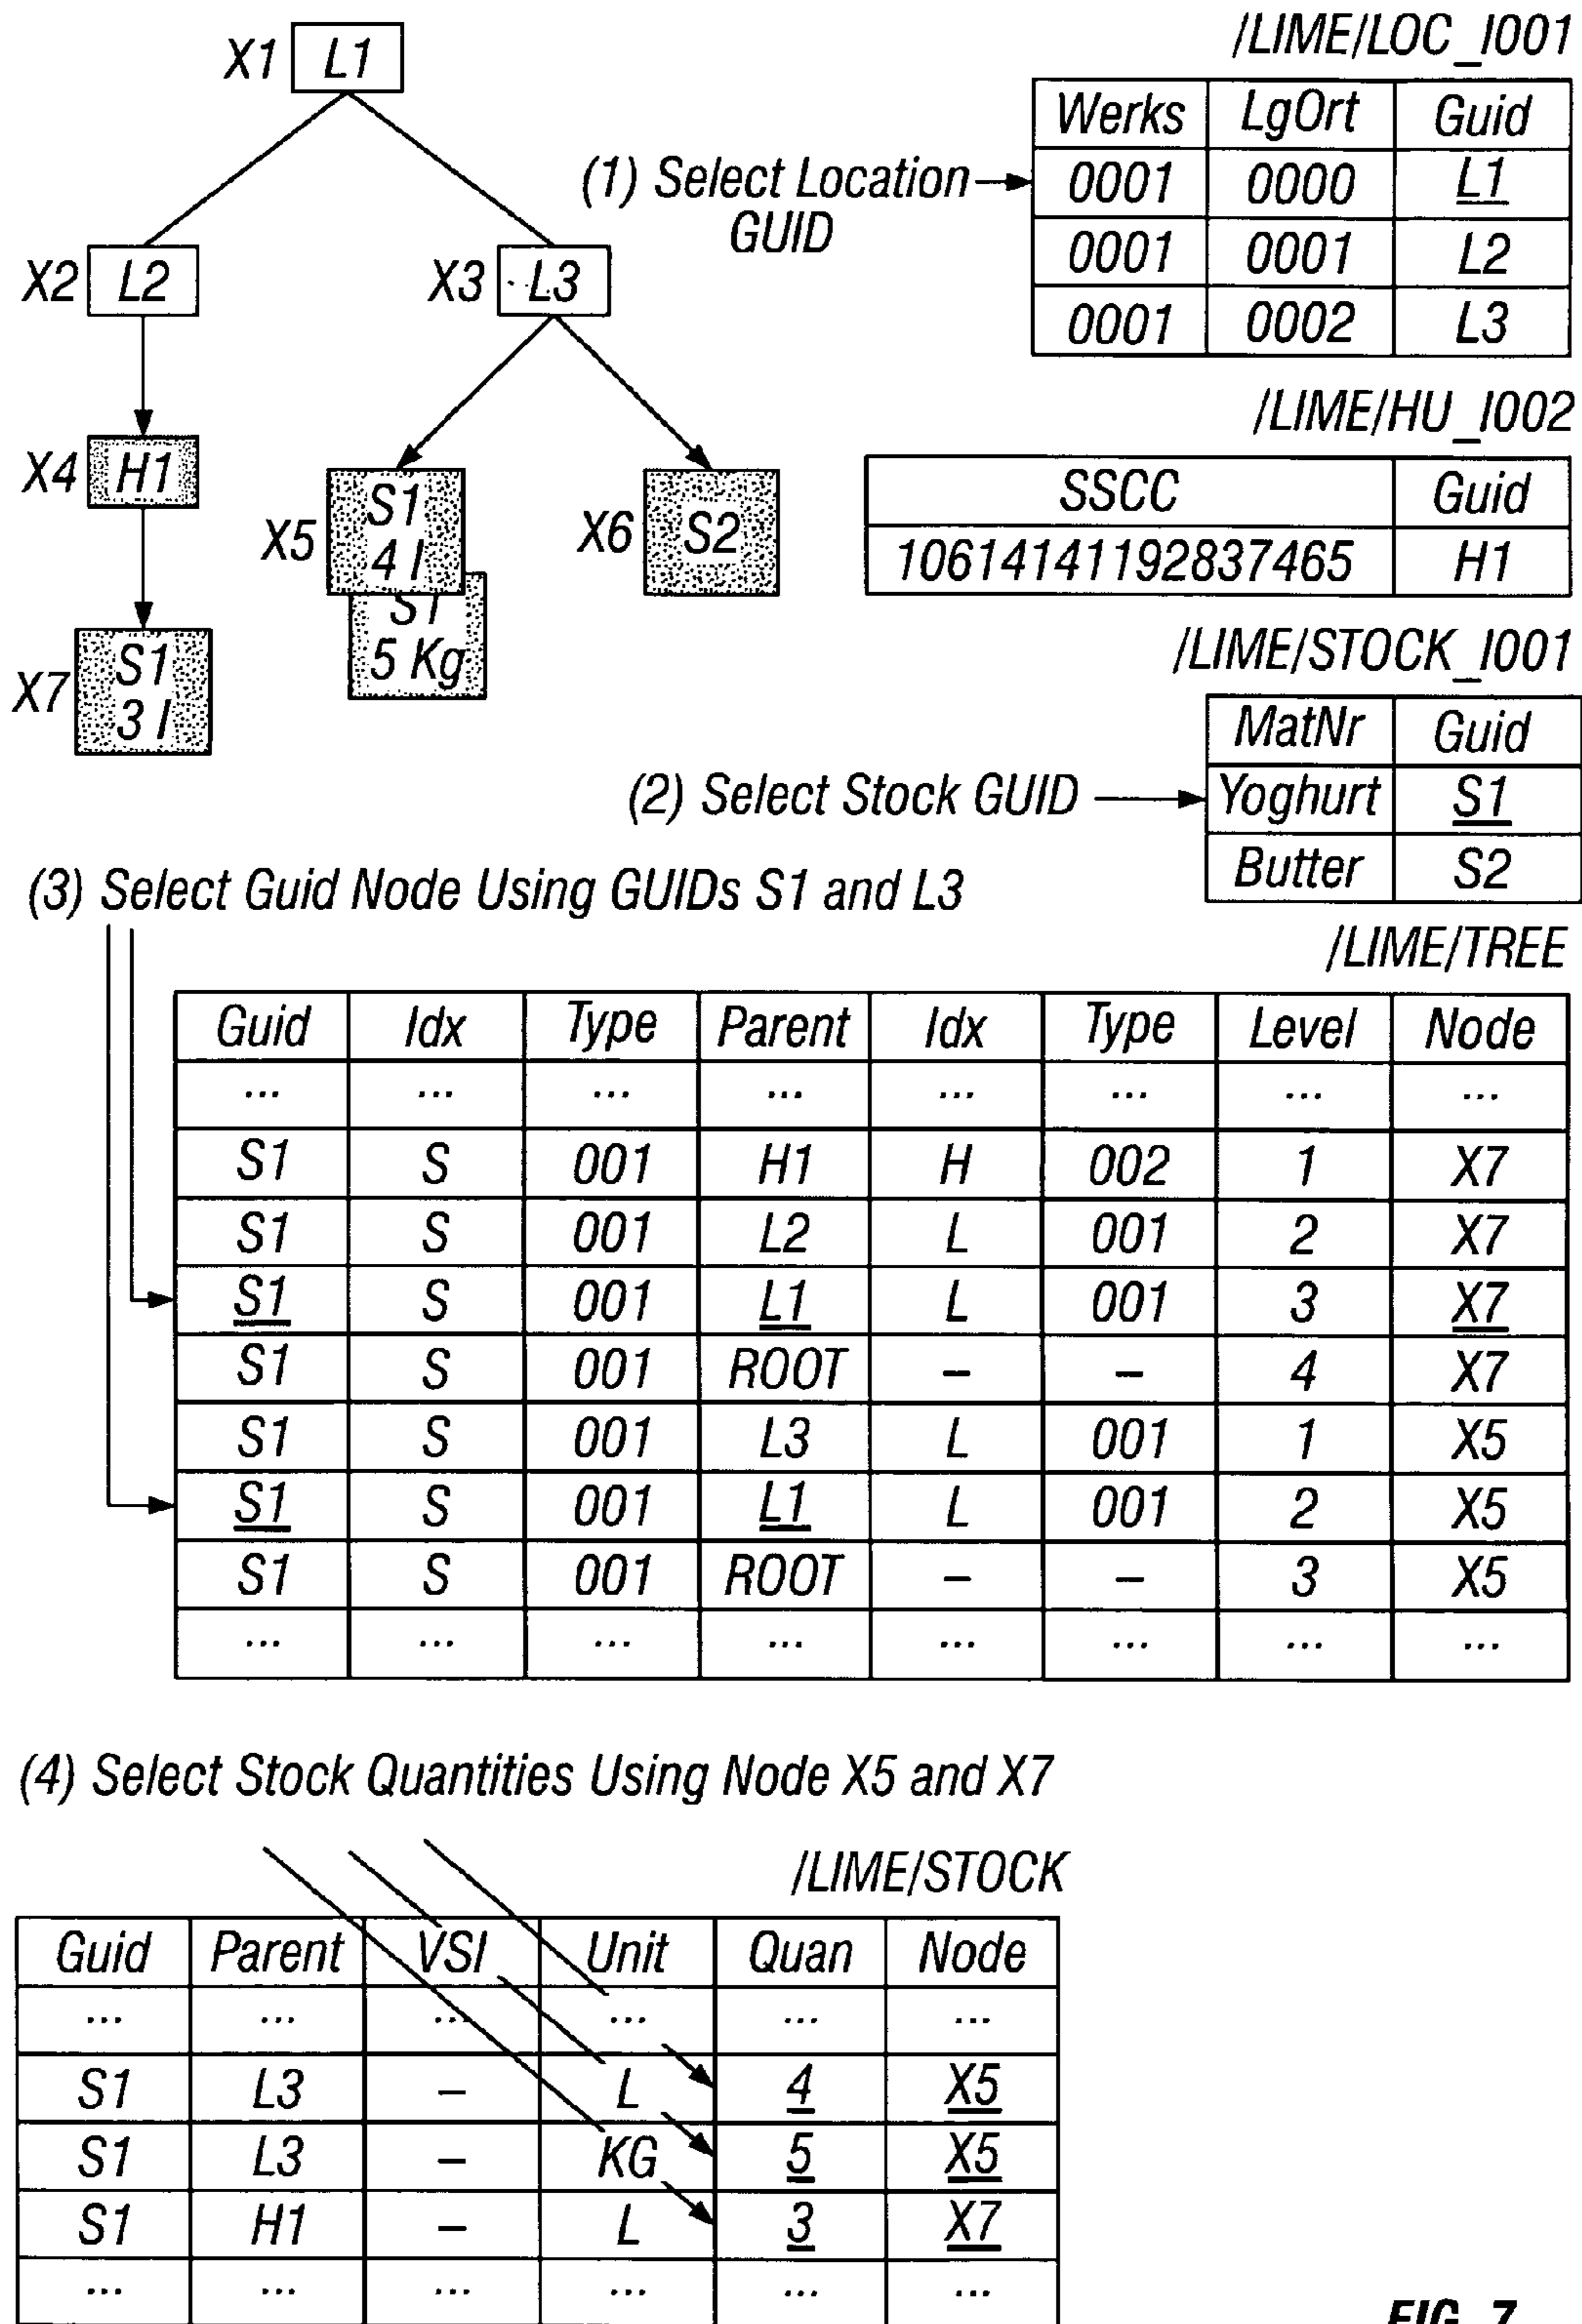 X1 L1
X2 L2
X3 L3
X4 H1
X5 S1
4 l
S1
5 Kg
X6 S2
X7 S1
3 l
/LIME/LOC_I001
Werks LgOrt Guid
0001 0000 L1
0001 0001 L2
0001 0002 L3
(1) Select Location
GUID
/LIME/HU_I002
SSCC Guid
10614141192837465 H1
/LIME/STOCK_I001
MatNr Guid
Yoghurt S1
Butter S2
(2) Select Stock GUID
(3) Select Guid Node Using GUIDs S1 and L3
/LIME/TREE
Guid Idx Type Parent Idx Type Level Node
... ... ... ... ... ... ... ...
S1 S 001 H1 H 002 1 X7
S1 S 001 L2 L 001 2 X7
S1 S 001 L1 L 001 3 X7
S1 S 001 ROOT – – 4 X7
S1 S 001 L3 L 001 1 X5
S1 S 001 L1 L 001 2 X5
S1 S 001 ROOT – – 3 X5
... ... ... ... ... ... ... ...
(4) Select Stock Quantities Using Node X5 and X7
/LIME/STOCK
Guid Parent VSI Unit Quan Node
... ... ... ... ... ...
S1 L3 – L 4 X5
S1 L3 – KG 5 X5
S1 H1 – L 3 X7
... ... ... ... ... ...
FIG. 7